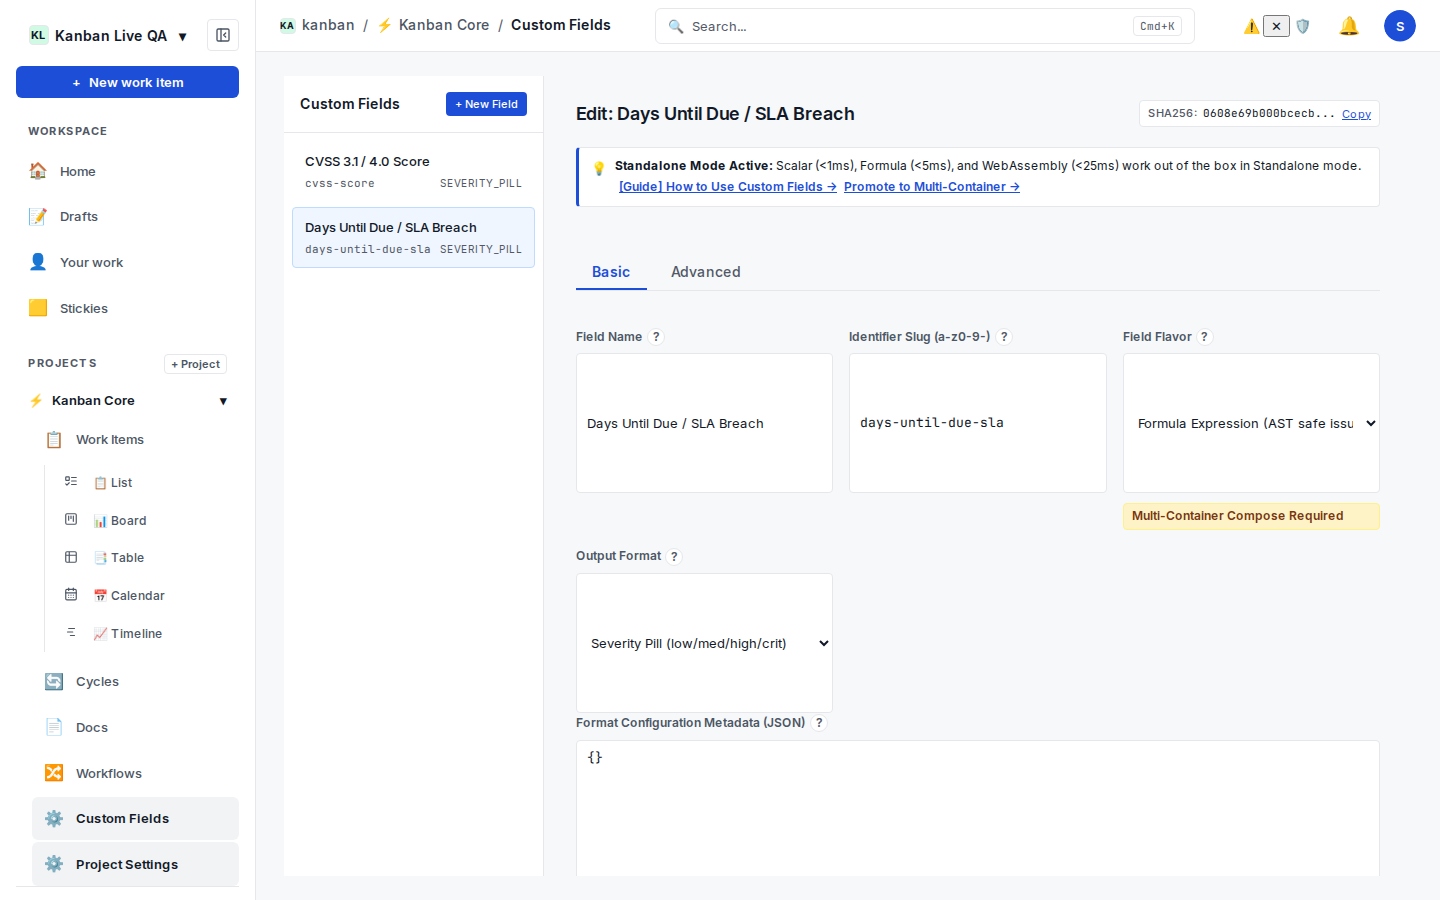 KL Kanban Live QA ▾
+ New work item
WORKSPACE
Home
Drafts
Your work
Stickies
PROJECTS
+ Project
Kanban Core ▾
Work Items
List
Board
Table
Calendar
Timeline
Cycles
Docs
Workflows
Custom Fields
Project Settings
KA kanban / Kanban Core / Custom Fields
Search...
Cmd+K
✕
S
Custom Fields
+ New Field
CVSS 3.1 / 4.0 Score
cvss-score
SEVERITY_PILL
Days Until Due / SLA Breach
days-until-due-sla
SEVERITY_PILL
Edit: Days Until Due / SLA Breach
SHA256: 0608e69b000bcecb... Copy
Standalone Mode Active: Scalar (<1ms), Formula (<5ms), and WebAssembly (<25ms) work out of the box in Standalone mode.
[Guide] How to Use Custom Fields → Promote to Multi-Container →
Basic
Advanced
Field Name ?
Identifier Slug (a-z0-9-) ?
Field Flavor ?
Days Until Due / SLA Breach
days-until-due-sla
Formula Expression (AST safe issu
Multi-Container Compose Required
Output Format ?
Severity Pill (low/med/high/crit)
Format Configuration Metadata (JSON) ?
{}